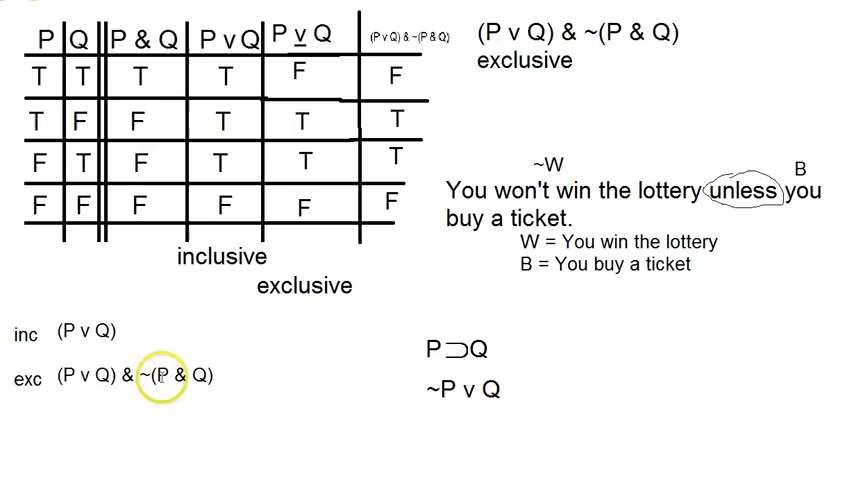 P Q P & Q P v Q P v Q (P v Q) & ~(P & Q)
T T T T F F
T F F T T T
F T F T T T
F F F F F F
inclusive
exclusive
(P v Q) & ~(P & Q)
exclusive
~W B
You won't win the lottery unless you
buy a ticket.
W = You win the lottery
B = You buy a ticket
inc (P v Q)
exc (P v Q) & ~(P & Q)
P ⊃ Q
~P v Q